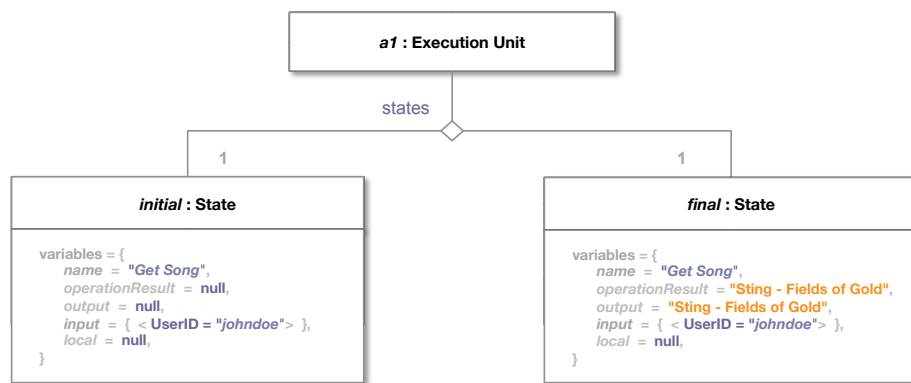 a1 : Execution Unit
states
1
1
initial : State
variables = {
name = "Get Song",
operationResult = null,
output = null,
input = { < UserID = "johndoe"> },
local = null,
}
final : State
variables = {
name = "Get Song",
operationResult = "Sting - Fields of Gold",
output = "Sting - Fields of Gold",
input = { < UserID = "johndoe"> },
local = null,
}